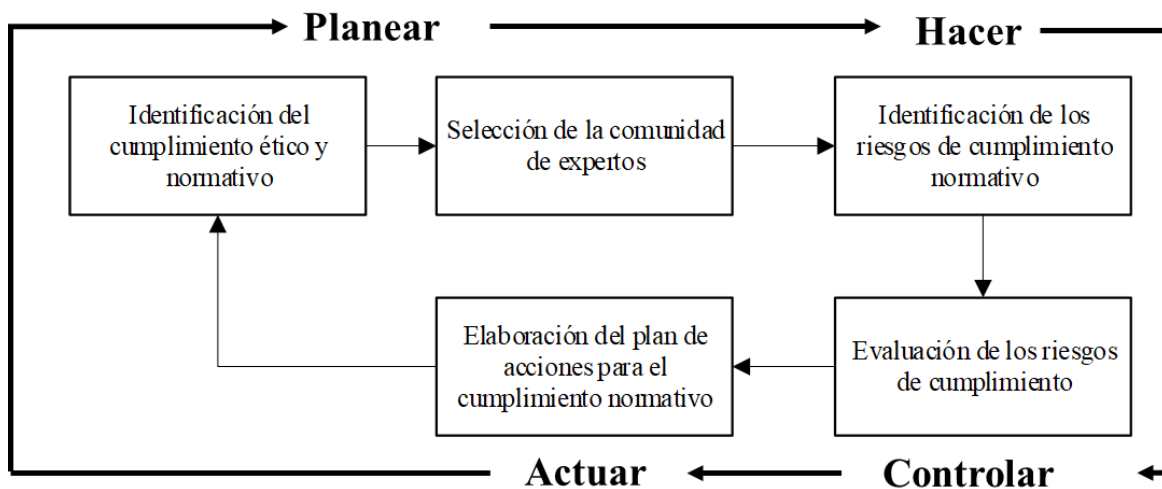 Planear
Hacer
Identificación del
cumplimiento ético y
normativo
Selección de la comunidad
de expertos
Identificación de los
riesgos de cumplimiento
normativo
Elaboración del plan de
acciones para el
cumplimiento normativo
Evaluación de los riesgos
de cumplimiento
Actuar
Controlar